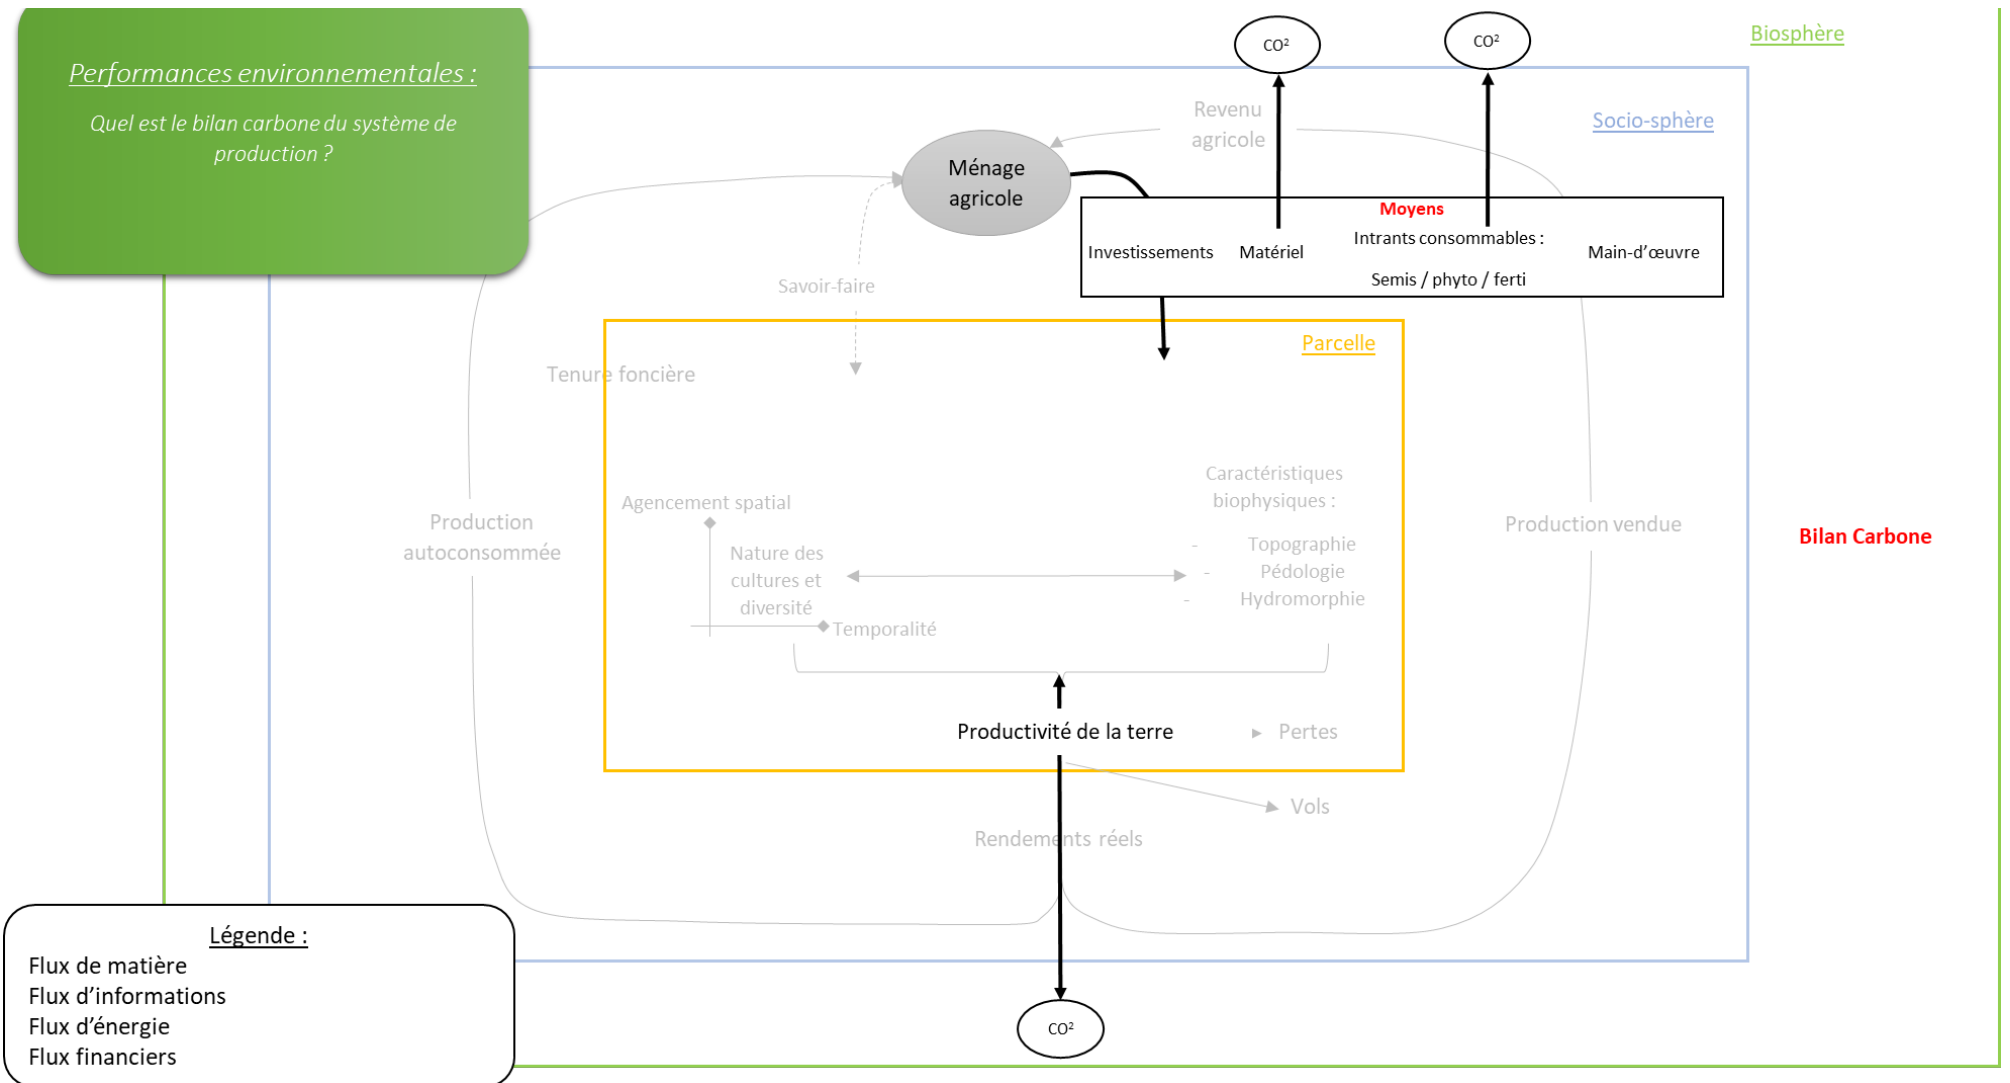 Performances environnementales :
Quel est le bilan carbone du système de
production ?
CO²
CO²
Biosphère
Socio-sphère
Revenu
agricole
Ménage
agricole
Moyens
Investissements
Matériel
Intrants consommables :
Semis / phyto / ferti
Main-d’œuvre
Savoir-faire
Parcelle
Tenure foncière
Agencement spatial
Nature des
cultures et
diversité
Temporalité
Caractéristiques
biophysiques :
- Topographie
- Pédologie
- Hydromorphie
Production
autoconsommée
Production vendue
Bilan Carbone
Productivité de la terre
Pertes
Vols
Rendements réels
CO²
Légende :
Flux de matière
Flux d’informations
Flux d’énergie
Flux financiers